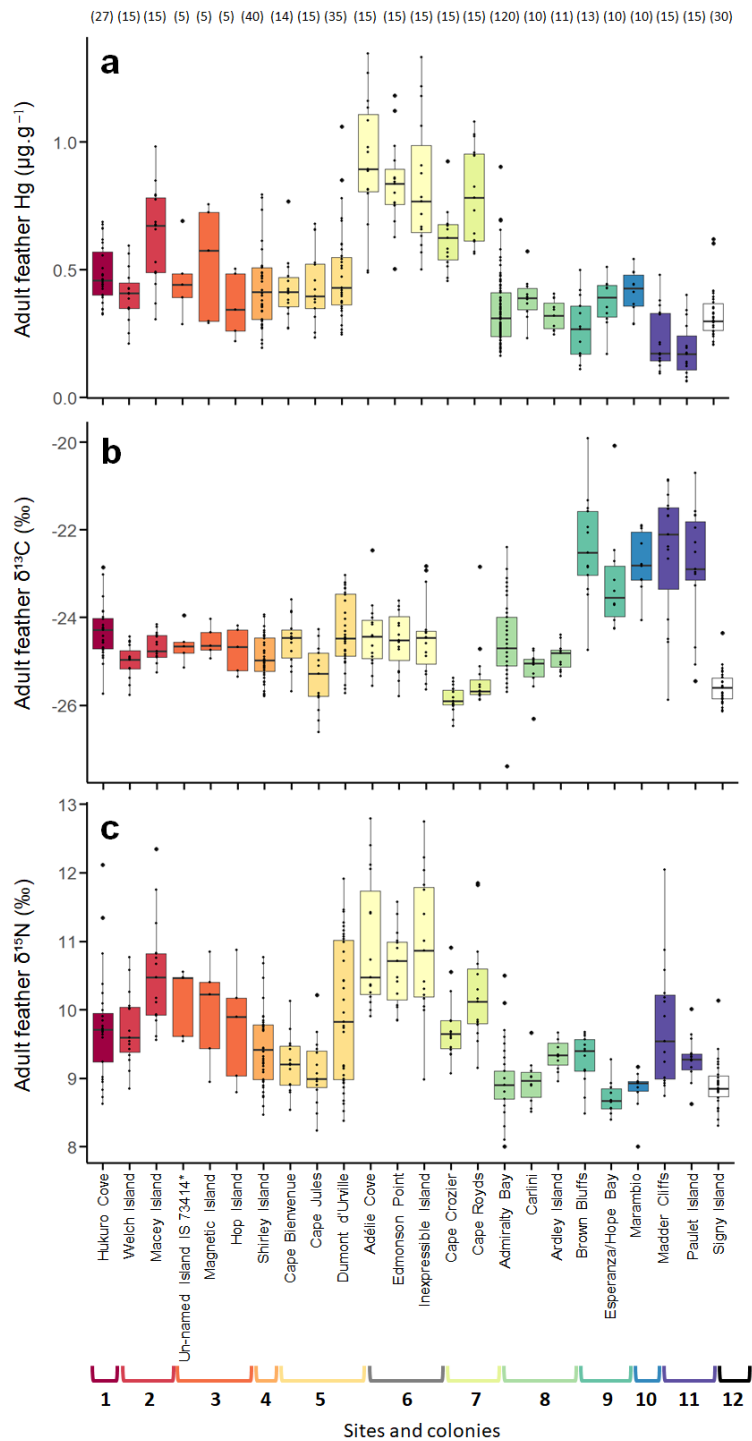 (27) (15) (15) (5) (5) (5) (40) (14) (15) (35) (15) (15) (15) (15) (15) (120) (10) (11) (13) (10) (10) (15) (15) (30)
a
Adult feather Hg (µg.g⁻¹)
1.0
0.5
0.0
b
Adult feather δ¹³C (‰)
-20
-22
-24
-26
c
Adult feather δ¹⁵N (‰)
13
12
11
10
9
8
Hukuro Cove
Welch Island
Macey Island
Un-named Island IS 73414*
Magnetic Island
Hop Island
Shirley Island
Cape Bienvenue
Cape Jules
Dumont d'Urville
Adélie Cove
Edmonson Point
Inexpressible Island
Cape Crozier
Cape Royds
Admiralty Bay
Carlini
Ardley Island
Brown Bluffs
Esperanza/Hope Bay
Marambio
Madder Cliffs
Paulet Island
Signy Island
1 2 3 4 5 6 7 8 9 10 11 12
Sites and colonies